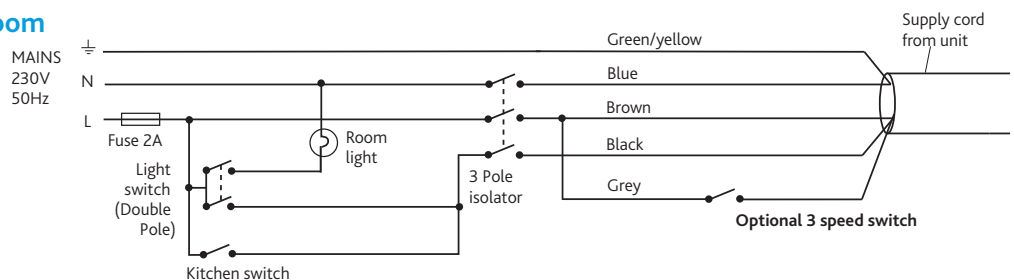 oom
MAINS
230V
50Hz
N
L
Fuse 2A
Light
switch
(Double
Pole)
Kitchen switch
Room
light
3 Pole
isolator
Green/yellow
Blue
Brown
Black
Grey
Optional 3 speed switch
Supply cord
from unit